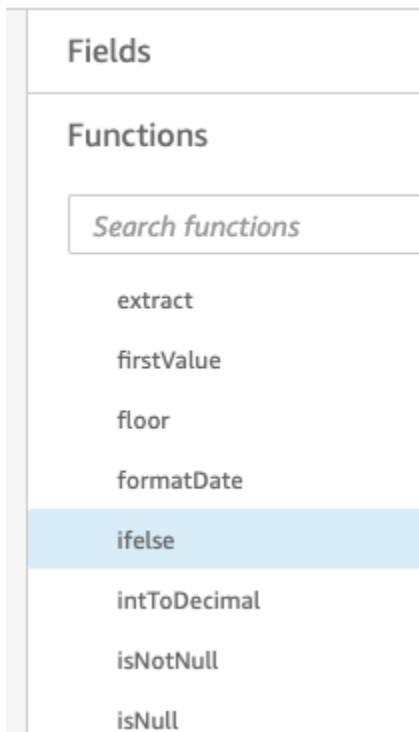 Fields
Functions
Search functions
extract
firstValue
floor
formatDate
ifelse
intToDecimal
isNotNull
isNull